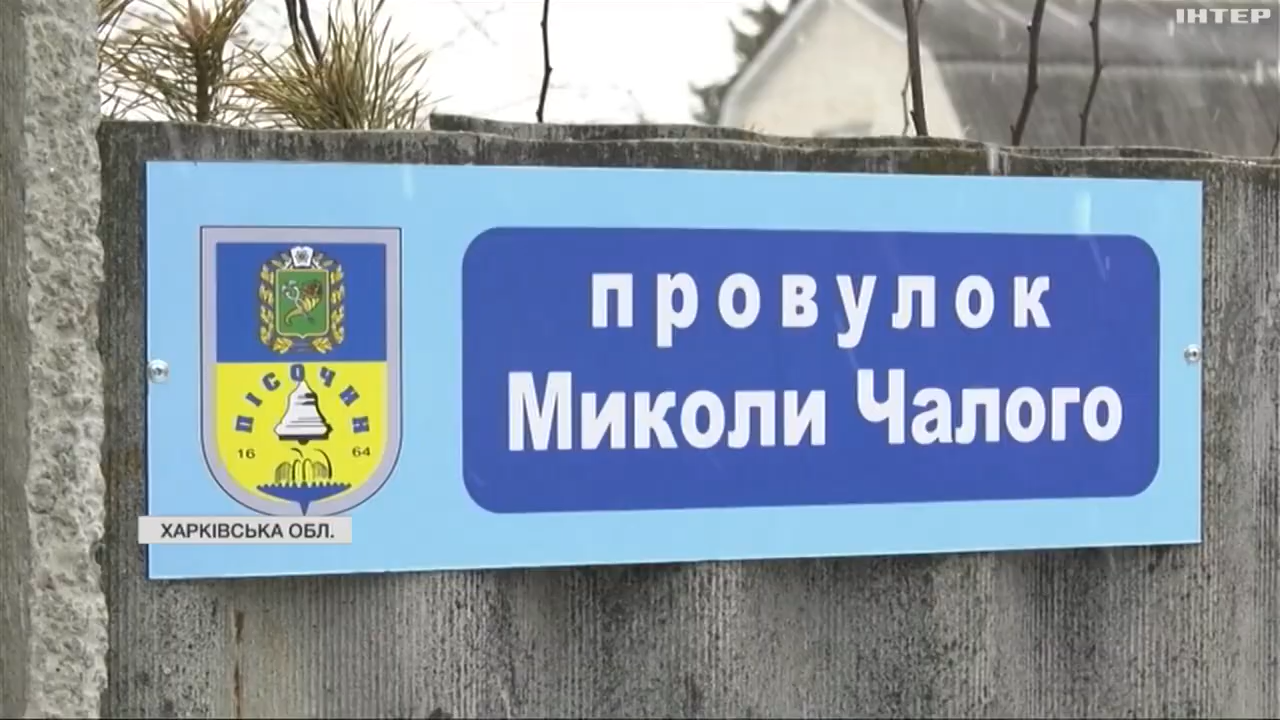 ІНТЕР
провулок
Миколи Чалого
ПІСОЧИН
16 64
ХАРКІВСЬКА ОБЛ.